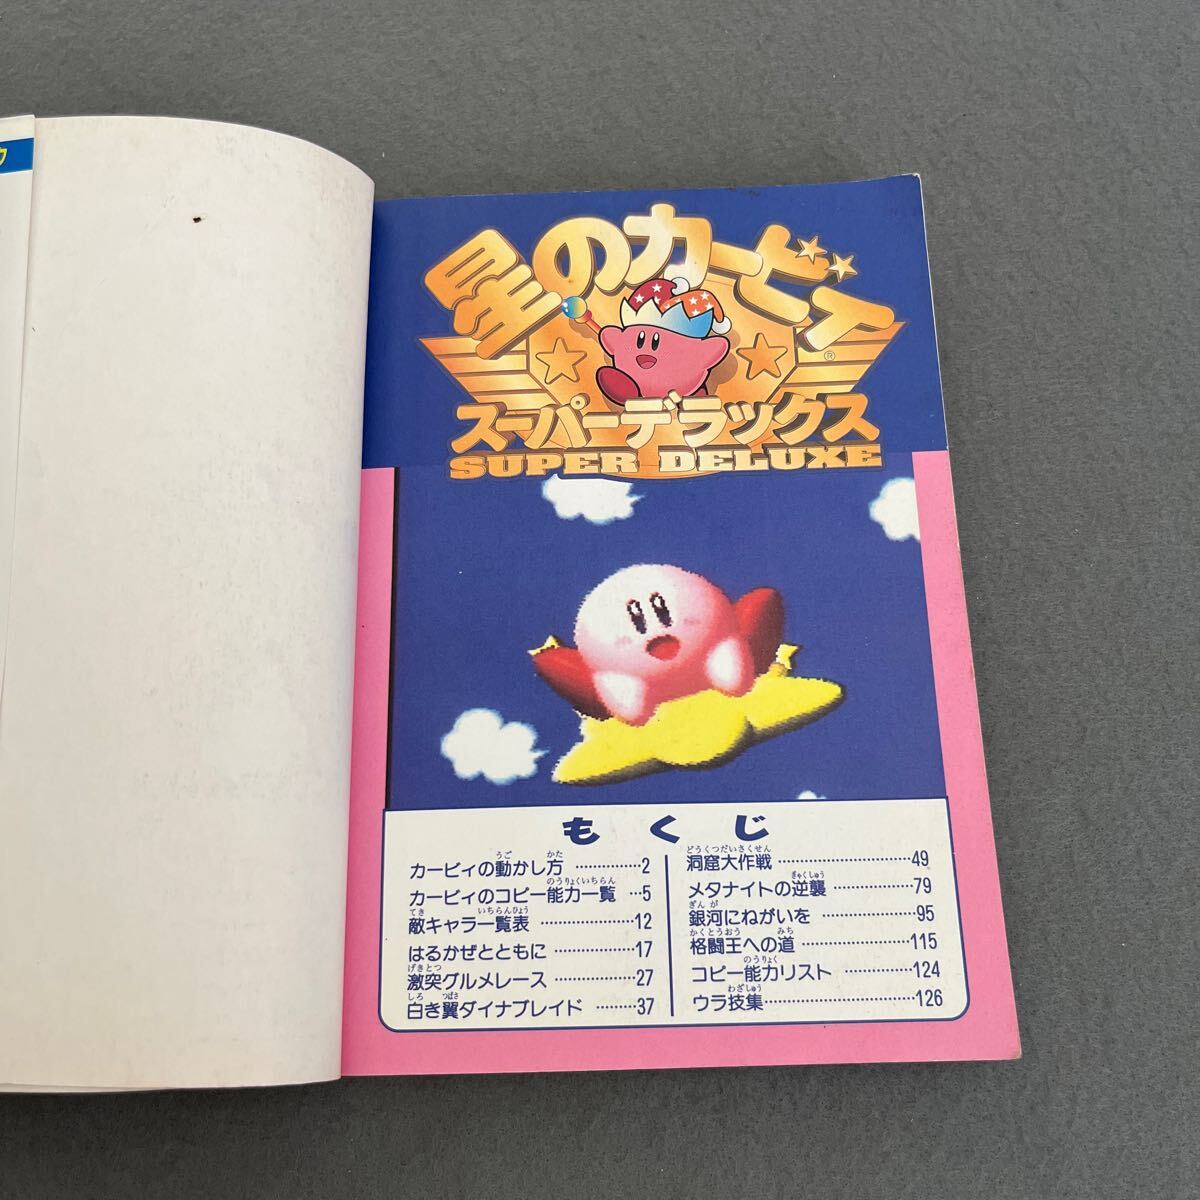 ク
星のカービィ
®
スーパーデラックス
SUPER DELUXE
もくじ
カービィの動かし方 ……………2
カービィのコピー能力一覧 …5
敵キャラ一覧表 ………………12
はるかぜとともに ……………17
激突グルメレース ……………27
白き翼ダイナブレイド ………37
洞窟大作戦 ……………………49
メタナイトの逆襲 ……………79
銀河にねがいを ………………95
格闘王への道 …………………115
コピー能力リスト ……………124
ウラ技集 ………………………126